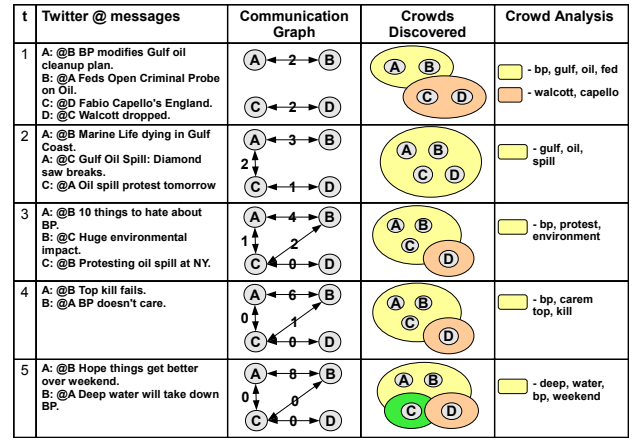 t Twitter @ messages Communication Graph Crowds Discovered Crowd Analysis
1
A: @B BP modifies Gulf oil
cleanup plan.
B: @A Feds Open Criminal Probe
on Oil.
C: @D Fabio Capello's England.
D: @C Walcott dropped.
A 2 B
C 2 D
A B
C D
- bp, gulf, oil, fed
- walcott, capello
2
A: @B Marine Life dying in Gulf
Coast.
A: @C Gulf Oil Spill: Diamond
saw breaks.
C: @A Oil spill protest tomorrow
A 3 B
2
C 1 D
A B
C D
- gulf, oil,
spill
3
A: @B 10 things to hate about
BP.
B: @C Huge environmental
impact.
C: @B Protesting oil spill at NY.
A 4 B
1 2
C 0 D
A B
C
D
- bp, protest,
environment
4
A: @B Top kill fails.
B: @A BP doesn't care.
A 6 B
0 1
C 0 D
A B
C
D
- bp, carem
top, kill
5
A: @B Hope things get better
over weekend.
B: @A Deep water will take down
BP.
A 8 B
0 0
C 0 D
A B
C D
- deep, water,
bp, weekend